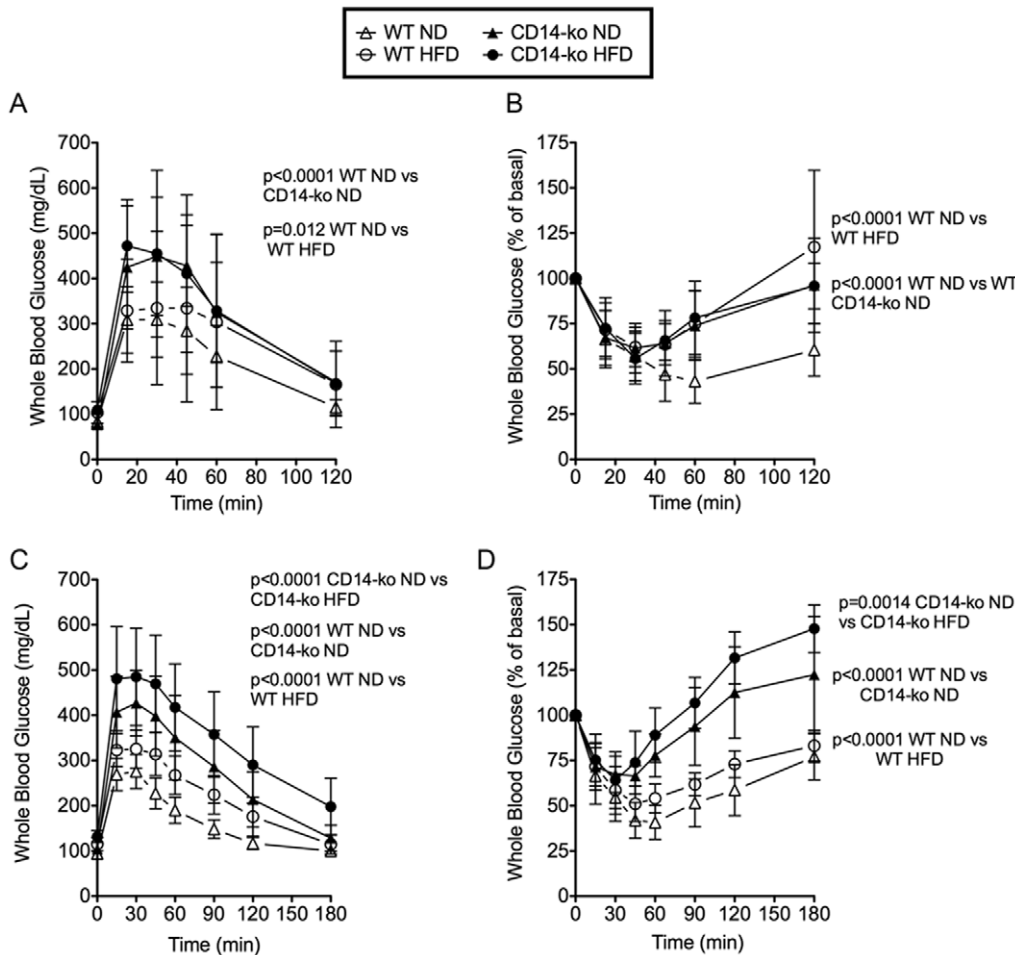 WT ND CD14-ko ND
WT HFD CD14-ko HFD
A
Whole Blood Glucose (mg/dL)
700
600
500
400
300
200
100
0
p<0.0001 WT ND vs
CD14-ko ND
p=0.012 WT ND vs
WT HFD
0 20 40 60 80 100 120
Time (min)
B
Whole Blood Glucose (% of basal)
175
150
125
100
75
50
25
0
p<0.0001 WT ND vs
WT HFD
p<0.0001 WT ND vs WT
CD14-ko ND
0 20 40 60 80 100 120
Time (min)
C
Whole Blood Glucose (mg/dL)
700
600
500
400
300
200
100
0
p<0.0001 CD14-ko ND vs
CD14-ko HFD
p<0.0001 WT ND vs
CD14-ko ND
p<0.0001 WT ND vs
WT HFD
0 30 60 90 120 150 180
Time (min)
D
Whole Blood Glucose (% of basal)
175
150
125
100
75
50
25
0
p=0.0014 CD14-ko ND
vs CD14-ko HFD
p<0.0001 WT ND vs
CD14-ko ND
p<0.0001 WT ND vs
WT HFD
0 30 60 90 120 150 180
Time (min)